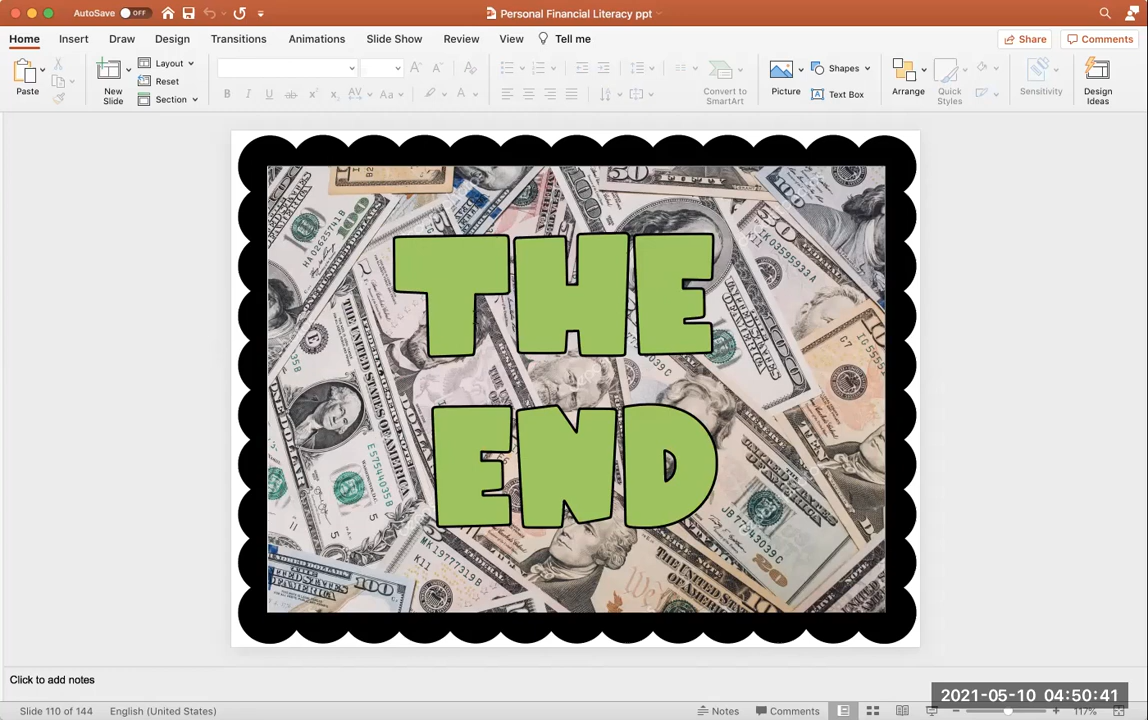 AutoSave OFF
Personal Financial Literacy ppt
Home Insert Draw Design Transitions Animations Slide Show Review View Tell me
Share Comments
Paste
New Slide
Layout
Reset
Section
Convert to SmartArt
Picture
Shapes
Text Box
Arrange
Quick Styles
Sensitivity
Design Ideas
THE
END
Click to add notes
2021-05-10 04:50:41
Slide 110 of 144 English (United States) Notes Comments 117%